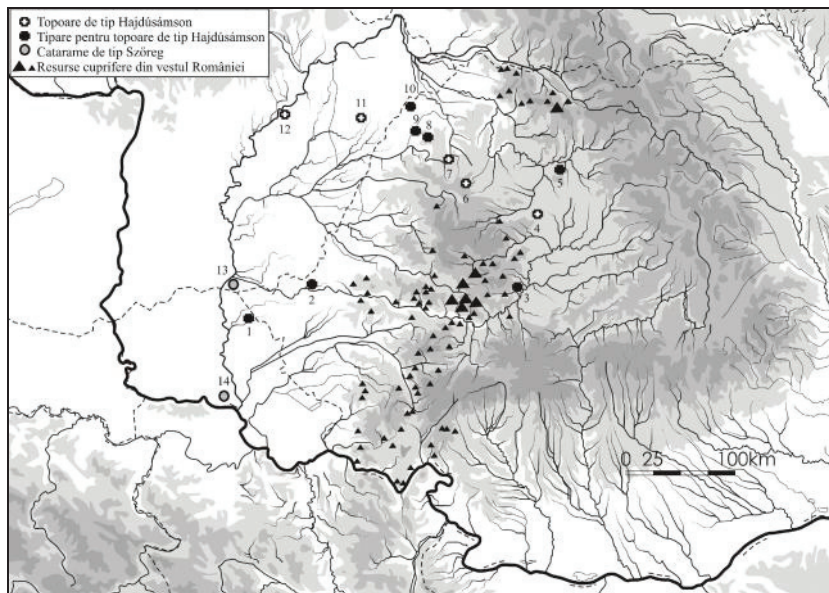 Topoare de tip Hajdúsámson
Tipare pentru topoare de tip Hajdúsámson
Catarame de tip Szőreg
Resurse cuprifere din vestul României
10
11
12
9
8
7
5
6
4
13
2
3
1
14
0 25 100km